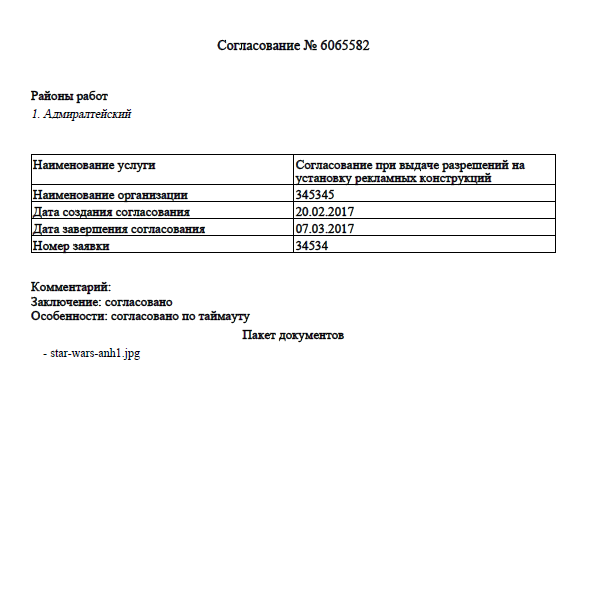 Согласование № 6065582
Районы работ
1. Адмиралтейский
Наименование услуги
Согласование при выдаче разрешений на
установку рекламных конструкций
Наименование организации
345345
Дата создания согласования
20.02.2017
Дата завершения согласования
07.03.2017
Номер заявки
34534
Комментарий:
Заключение: согласовано
Особенности: согласовано по таймауту
Пакет документов
- star-wars-anh1.jpg